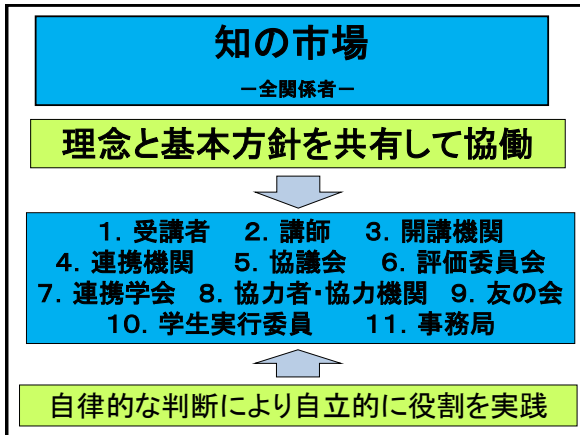 知の市場
－全関係者－
理念と基本方針を共有して協働
１．受講者　２．講師　３．開講機関
４．連携機関　５．協議会　６．評価委員会
７．連携学会　８．協力者・協力機関　９．友の会
１０．学生実行委員　１１．事務局
自律的な判断により自立的に役割を実践